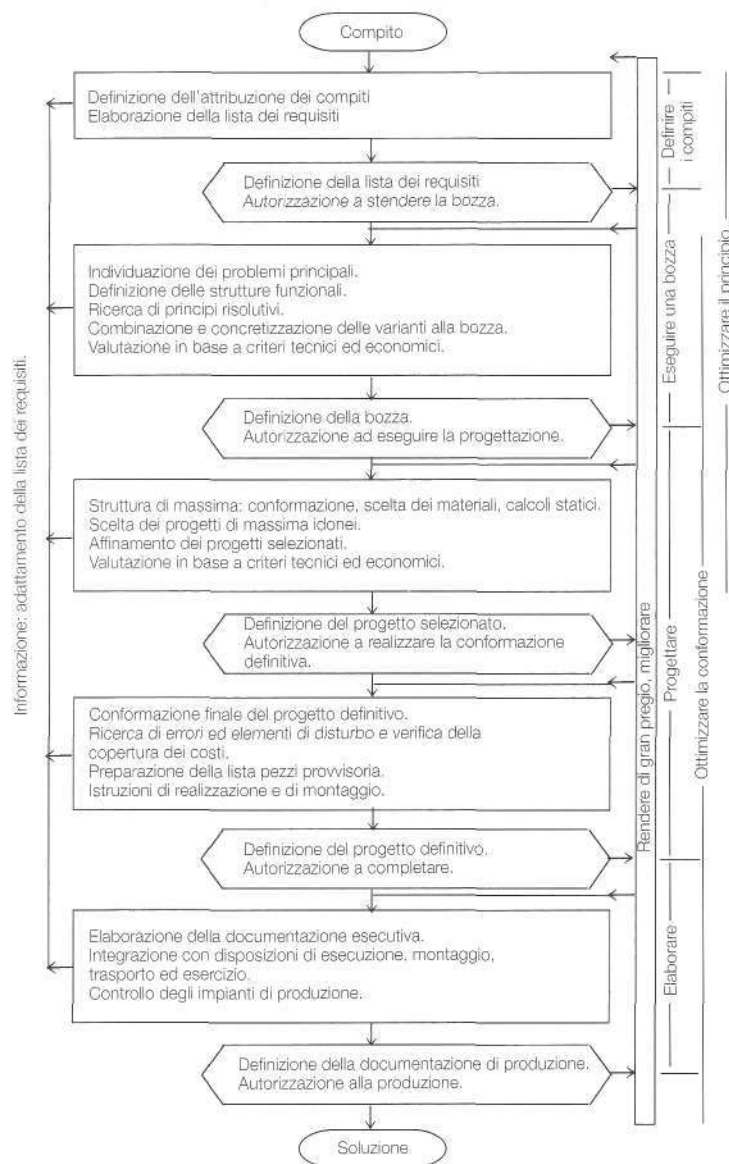 Compito
Definizione dell'attribuzione dei compiti
Elaborazione della lista dei requisiti
Definizione della lista dei requisiti
Autorizzazione a stendere la bozza.
Individuazione dei problemi principali.
Definizione delle strutture funzionali.
Ricerca di principi risolutivi.
Combinazione e concretizzazione delle varianti alla bozza.
Valutazione in base a criteri tecnici ed economici.
Definizione della bozza.
Autorizzazione ad eseguire la progettazione.
Struttura di massima: conformazione, scelta dei materiali, calcoli statici.
Scelta dei progetti di massima idonei.
Affinamento dei progetti selezionati.
Valutazione in base a criteri tecnici ed economici.
Definizione del progetto selezionato.
Autorizzazione a realizzare la conformazione
definitiva.
Conformazione finale del progetto definitivo.
Ricerca di errori ed elementi di disturbo e verifica della
copertura dei costi.
Preparazione della lista pezzi provvisoria.
Istruzioni di realizzazione e di montaggio.
Definizione del progetto definitivo.
Autorizzazione a completare.
Elaborazione della documentazione esecutiva.
Integrazione con disposizioni di esecuzione, montaggio,
trasporto ed esercizio.
Controllo degli impianti di produzione.
Definizione della documentazione di produzione.
Autorizzazione alla produzione.
Soluzione
Informazione: adattamento della lista dei requisiti.
Rendere di gran pregio, migliorare
Definire
i compiti
Eseguire una bozza
Progettare
Elaborare
Ottimizzare la conformazione
Ottimizzare il principio